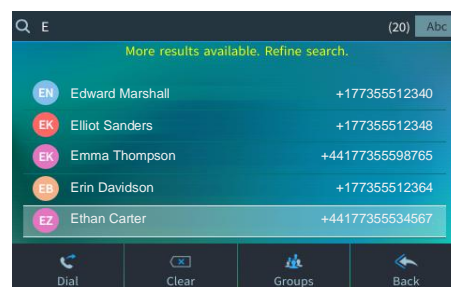 E (20) Abc
More results available. Refine search.
EN Edward Marshall +177355512340
EK Elliot Sanders +177355512348
EK Emma Thompson +44177355598765
EB Erin Davidson +177355512364
EZ Ethan Carter +44177355534567
Dial Clear Groups Back